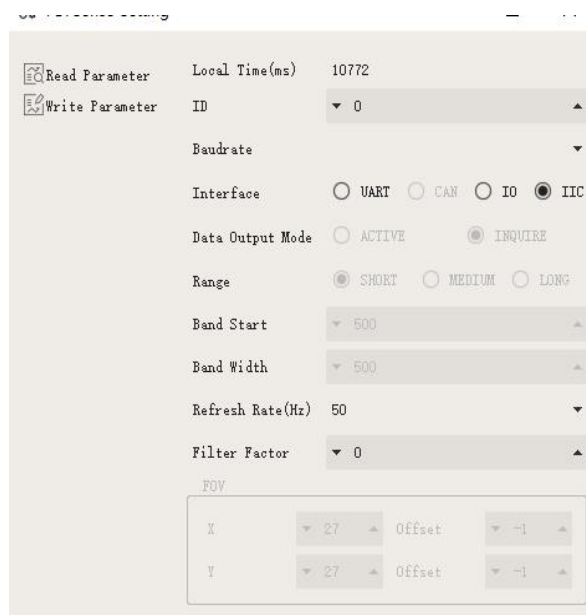 Read Parameter
Write Parameter
Local Time(ms) 10772
ID 0
Baudrate
Interface UART CAN IO IIC
Data Output Mode ACTIVE INQUIRE
Range SHORT MEDIUM LONG
Band Start 500
Band Width 500
Refresh Rate(Hz) 50
Filter Factor 0
FOV
X 27 Offset -1
Y 27 Offset -1